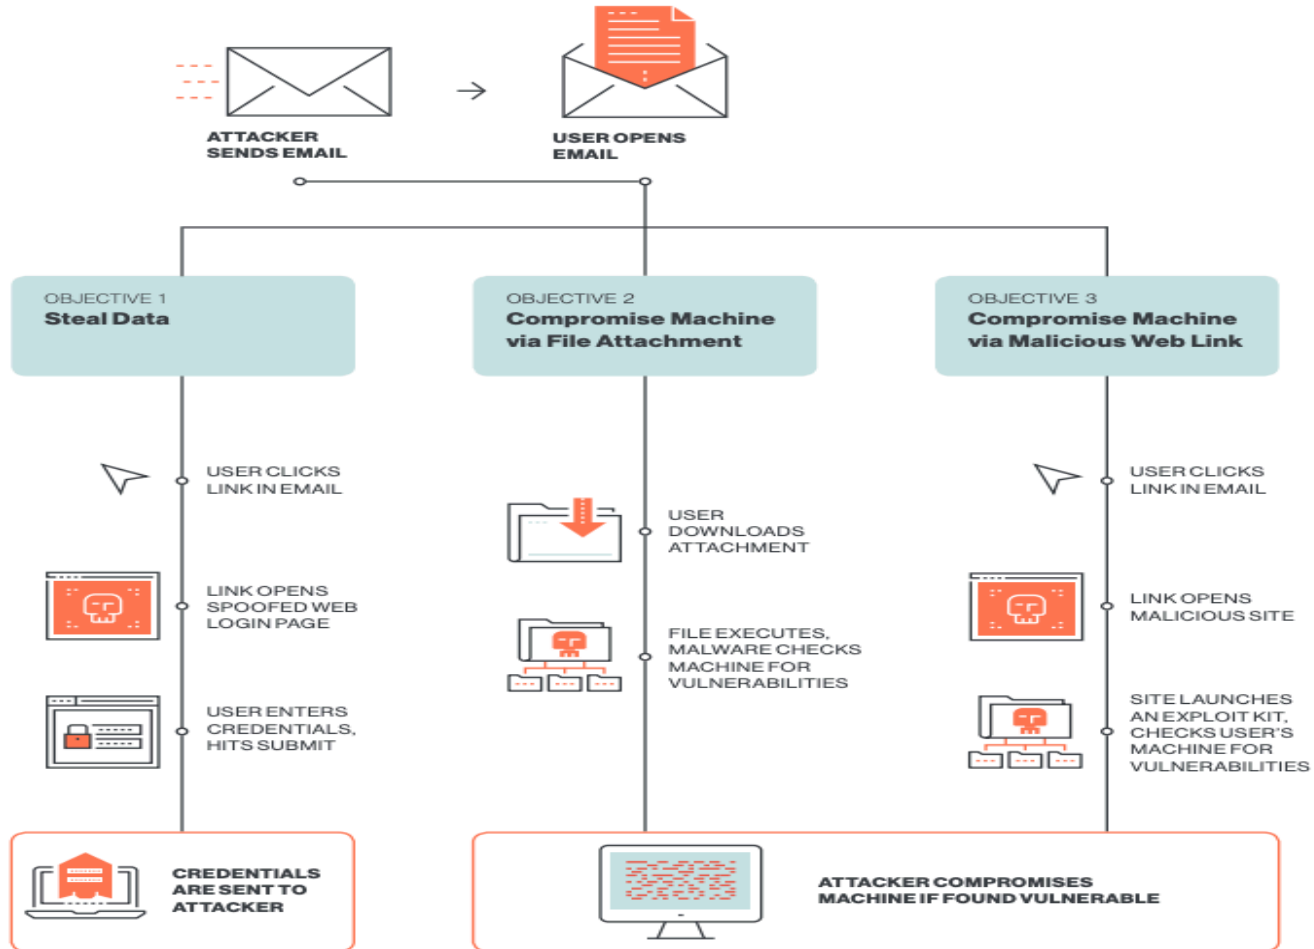 ATTACKER
SENDS EMAIL
USER OPENS
EMAIL
OBJECTIVE 1
Steal Data
OBJECTIVE 2
Compromise Machine
via File Attachment
OBJECTIVE 3
Compromise Machine
via Malicious Web Link
USER CLICKS
LINK IN EMAIL
LINK OPENS
SPOOFED WEB
LOGIN PAGE
USER ENTERS
CREDENTIALS,
HITS SUBMIT
USER
DOWNLOADS
ATTACHMENT
FILE EXECUTES,
MALWARE CHECKS
MACHINE FOR
VULNERABILITIES
USER CLICKS
LINK IN EMAIL
LINK OPENS
MALICIOUS SITE
SITE LAUNCHES
AN EXPLOIT KIT,
CHECKS USER'S
MACHINE FOR
VULNERABILITIES
CREDENTIALS
ARE SENT TO
ATTACKER
ATTACKER COMPROMISES
MACHINE IF FOUND VULNERABLE